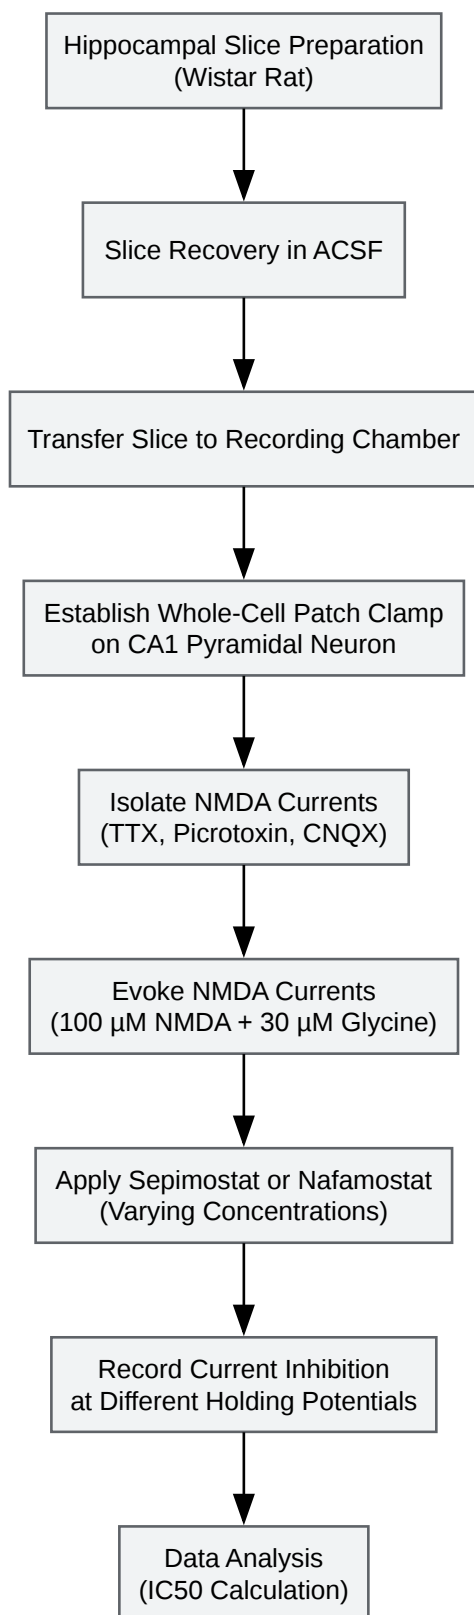 Hippocampal Slice Preparation
(Wistar Rat)
Slice Recovery in ACSF
Transfer Slice to Recording Chamber
Establish Whole-Cell Patch Clamp
on CA1 Pyramidal Neuron
Isolate NMDA Currents
(TTX, Picrotoxin, CNQX)
Evoke NMDA Currents
(100 µM NMDA + 30 µM Glycine)
Apply Sepimostat or Nafamostat
(Varying Concentrations)
Record Current Inhibition
at Different Holding Potentials
Data Analysis
(IC50 Calculation)